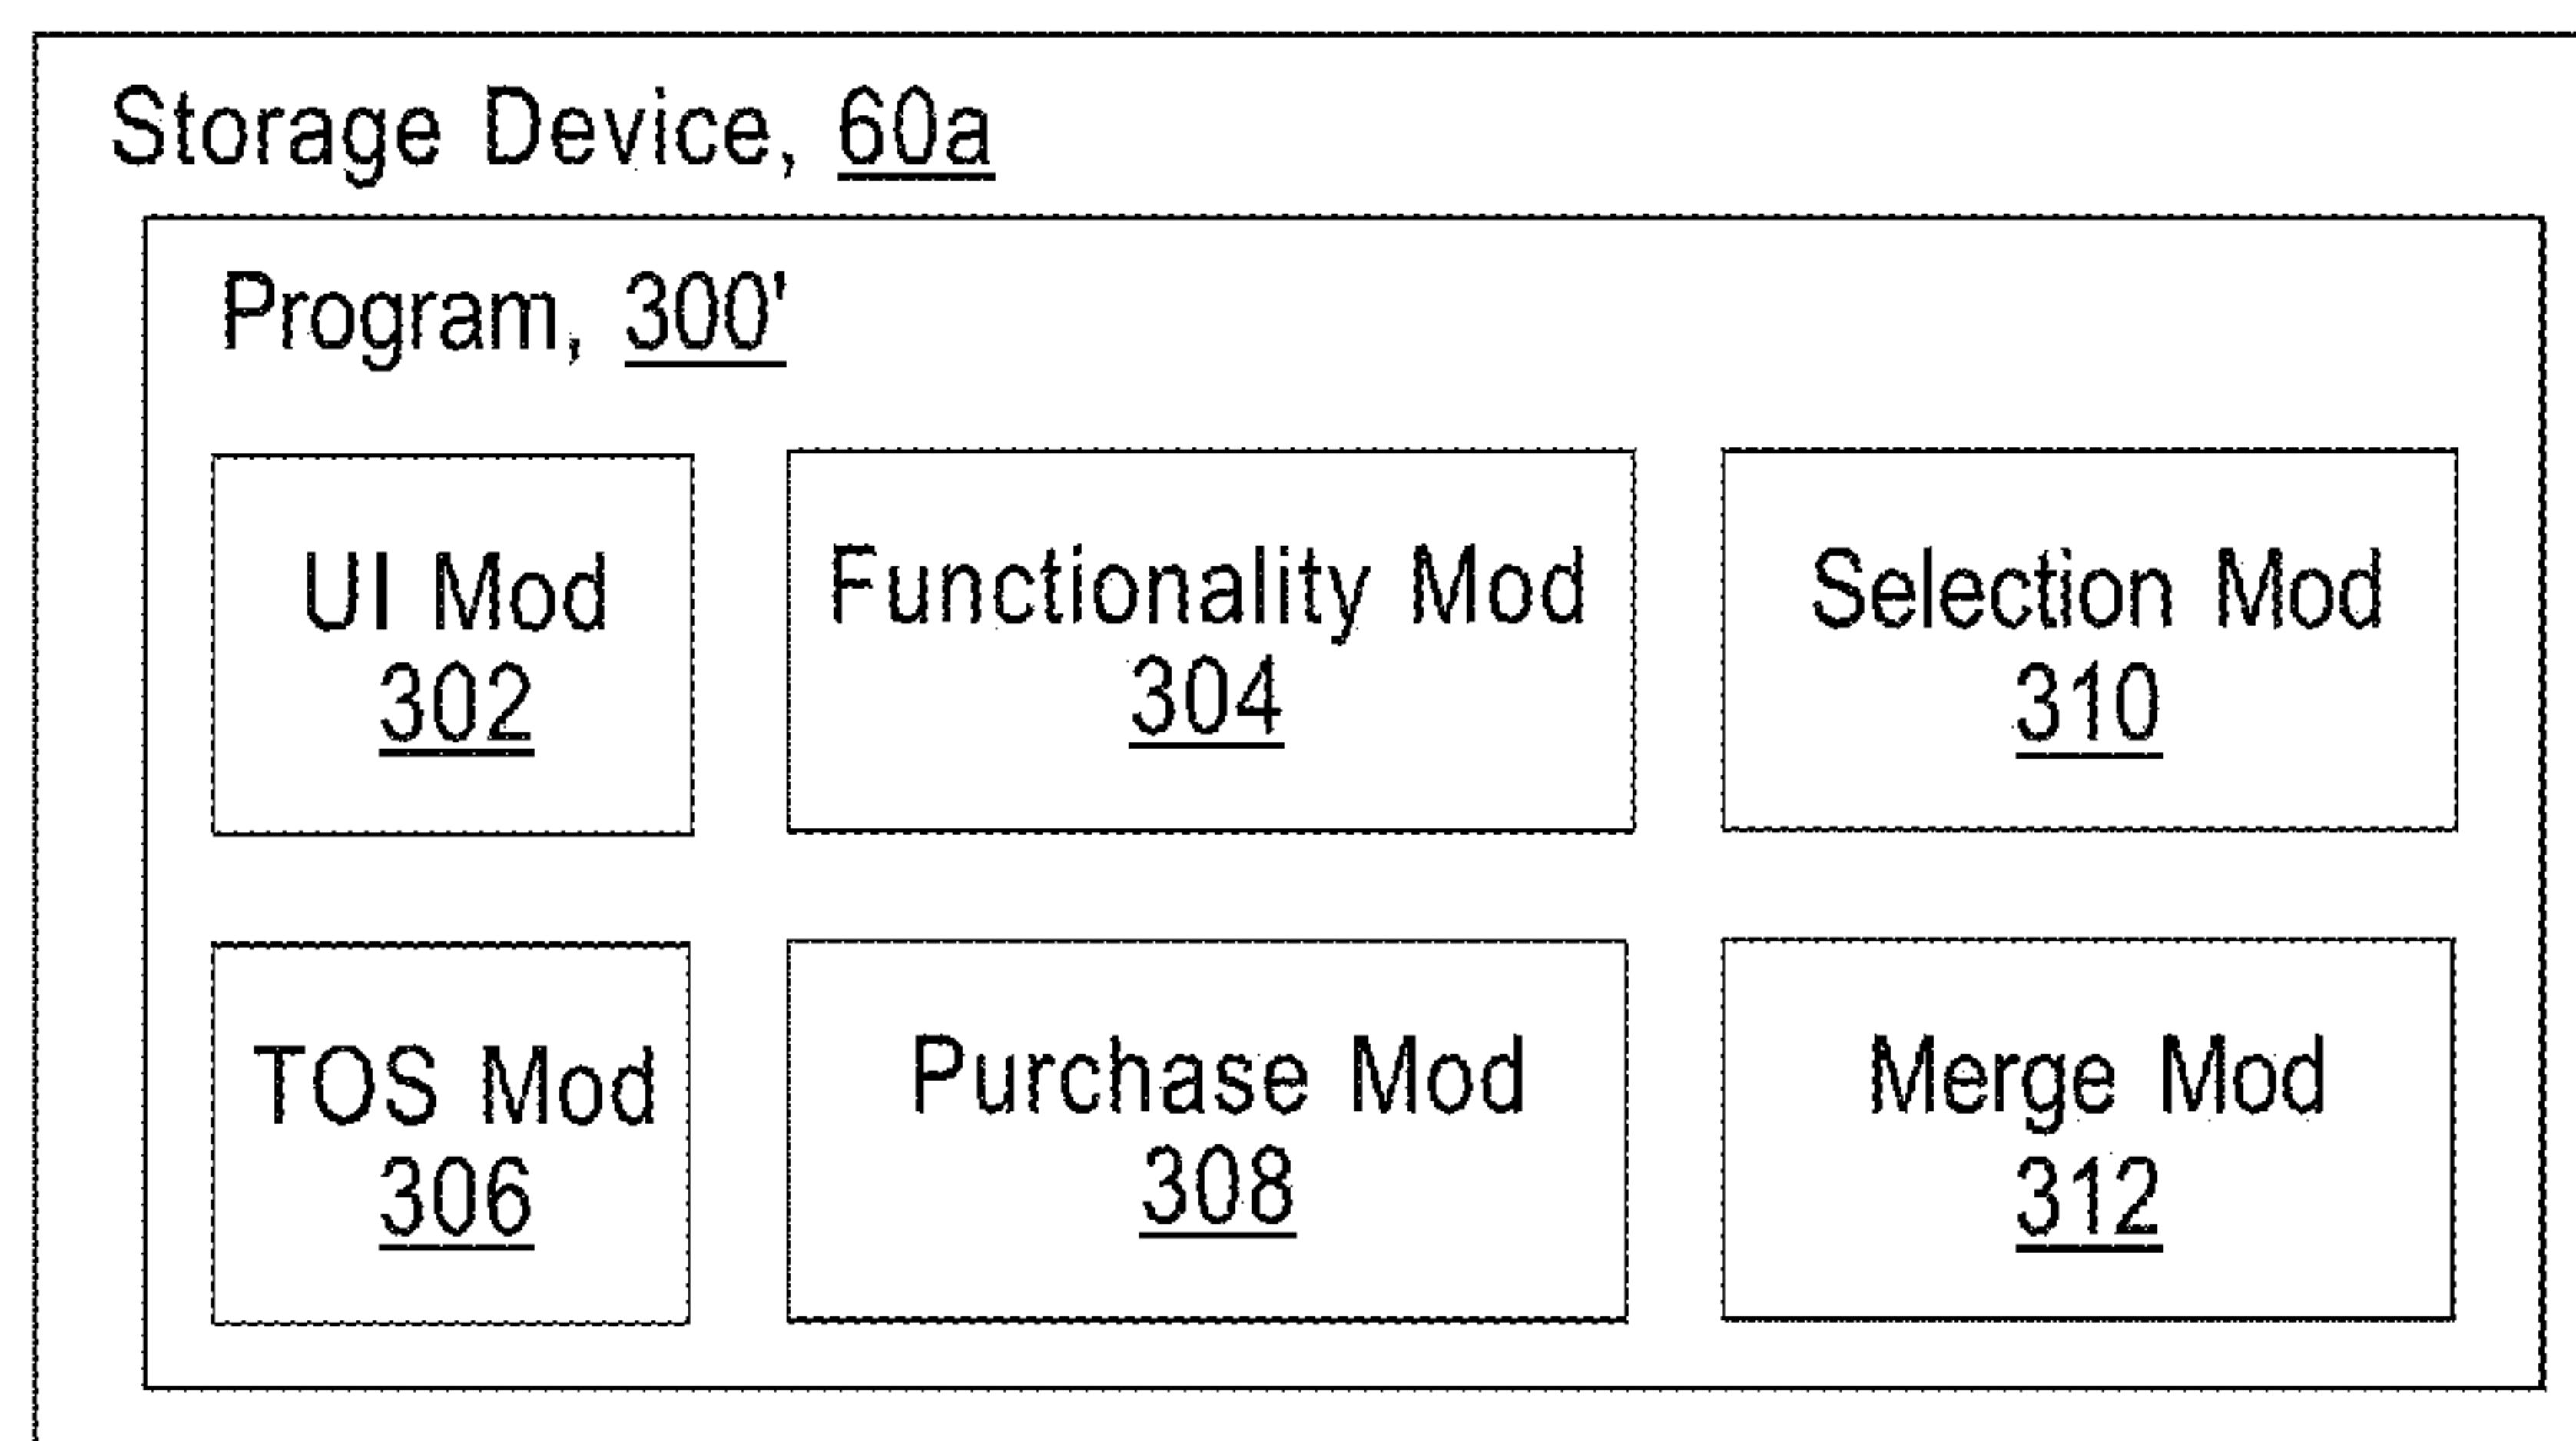 Storage Device, 60a
Program, 300'
UI Mod
302
Functionality Mod
304
Selection Mod
310
TOS Mod
306
Purchase Mod
308
Merge Mod
312